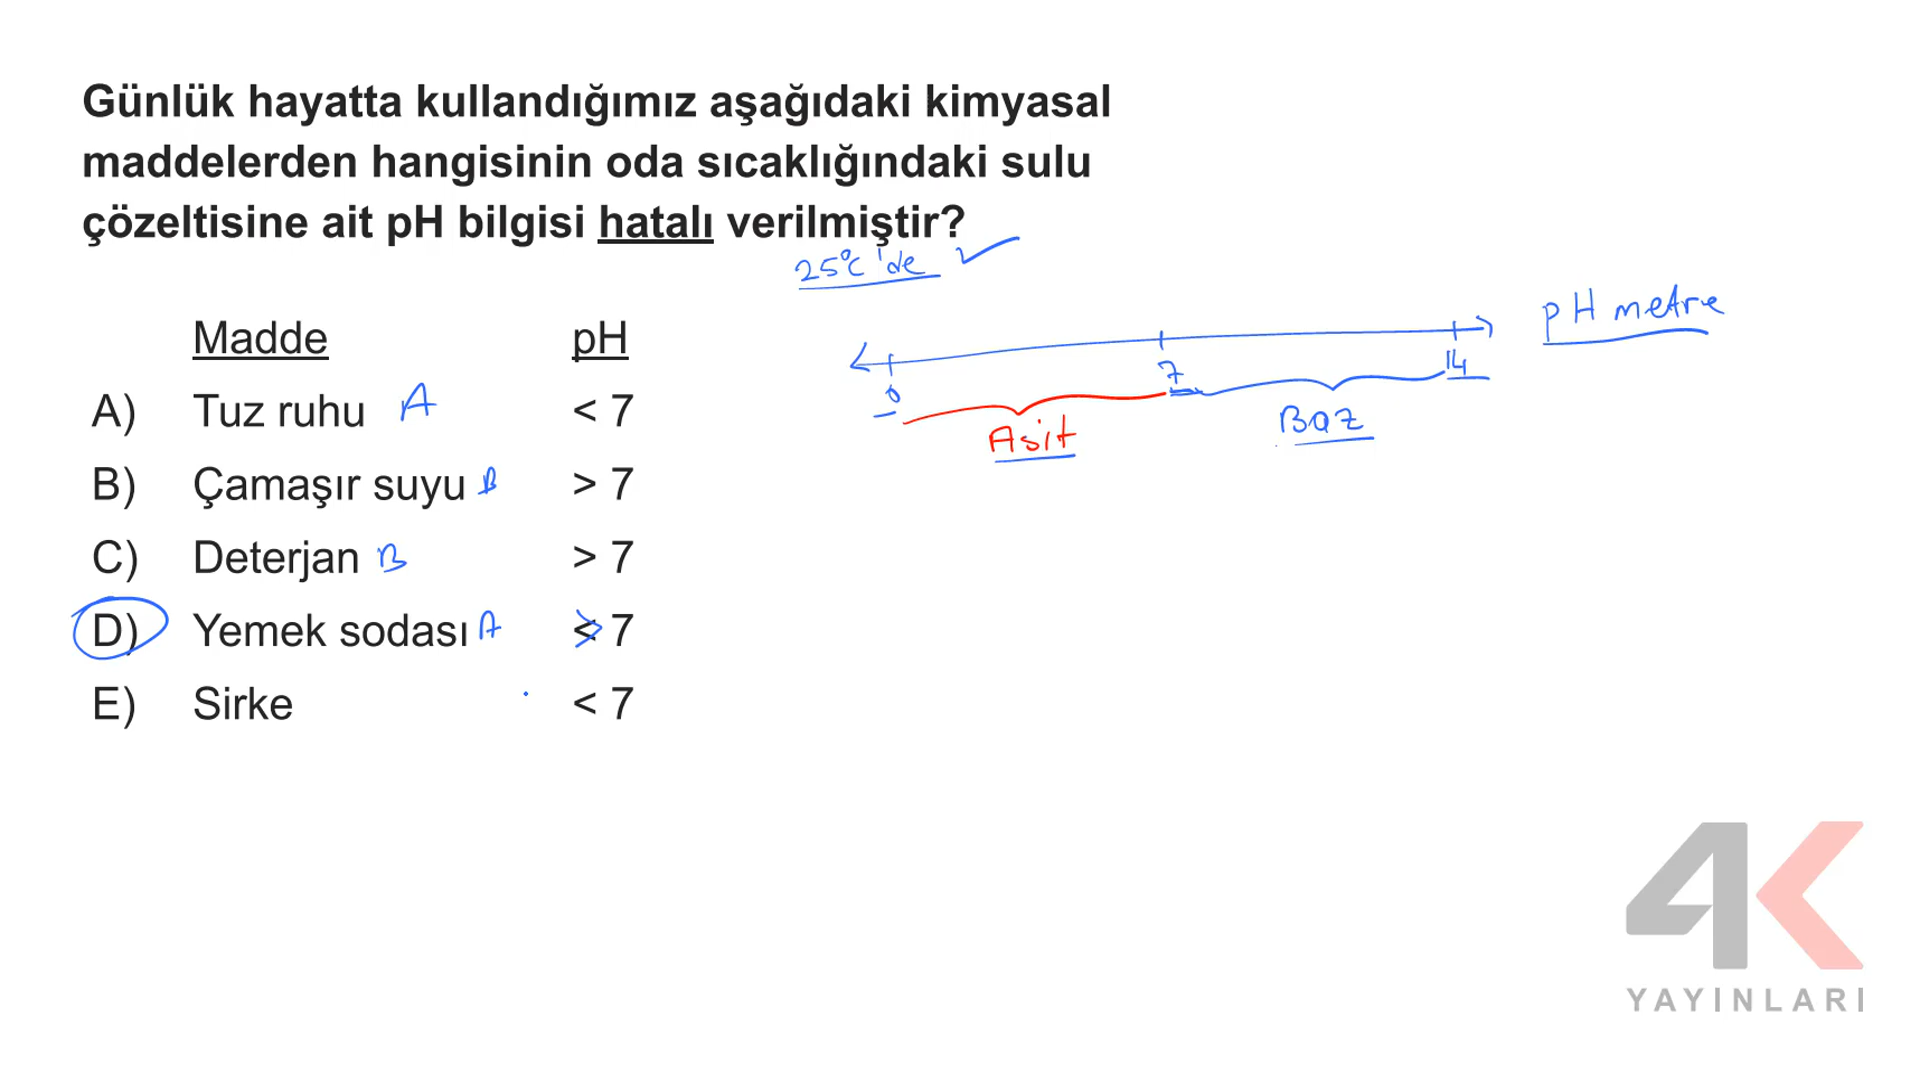 Günlük hayatta kullandığımız aşağıdaki kimyasal
maddelerden hangisinin oda sıcaklığındaki sulu
çözeltisine ait pH bilgisi hatalı verilmiştir?
25°C'de
pH metre
0 7 14
Asit Baz
Madde pH
A) Tuz ruhu A < 7
B) Çamaşır suyu B > 7
C) Deterjan B > 7
D) Yemek sodası A < 7
E) Sirke < 7
4K
YAYINLARI